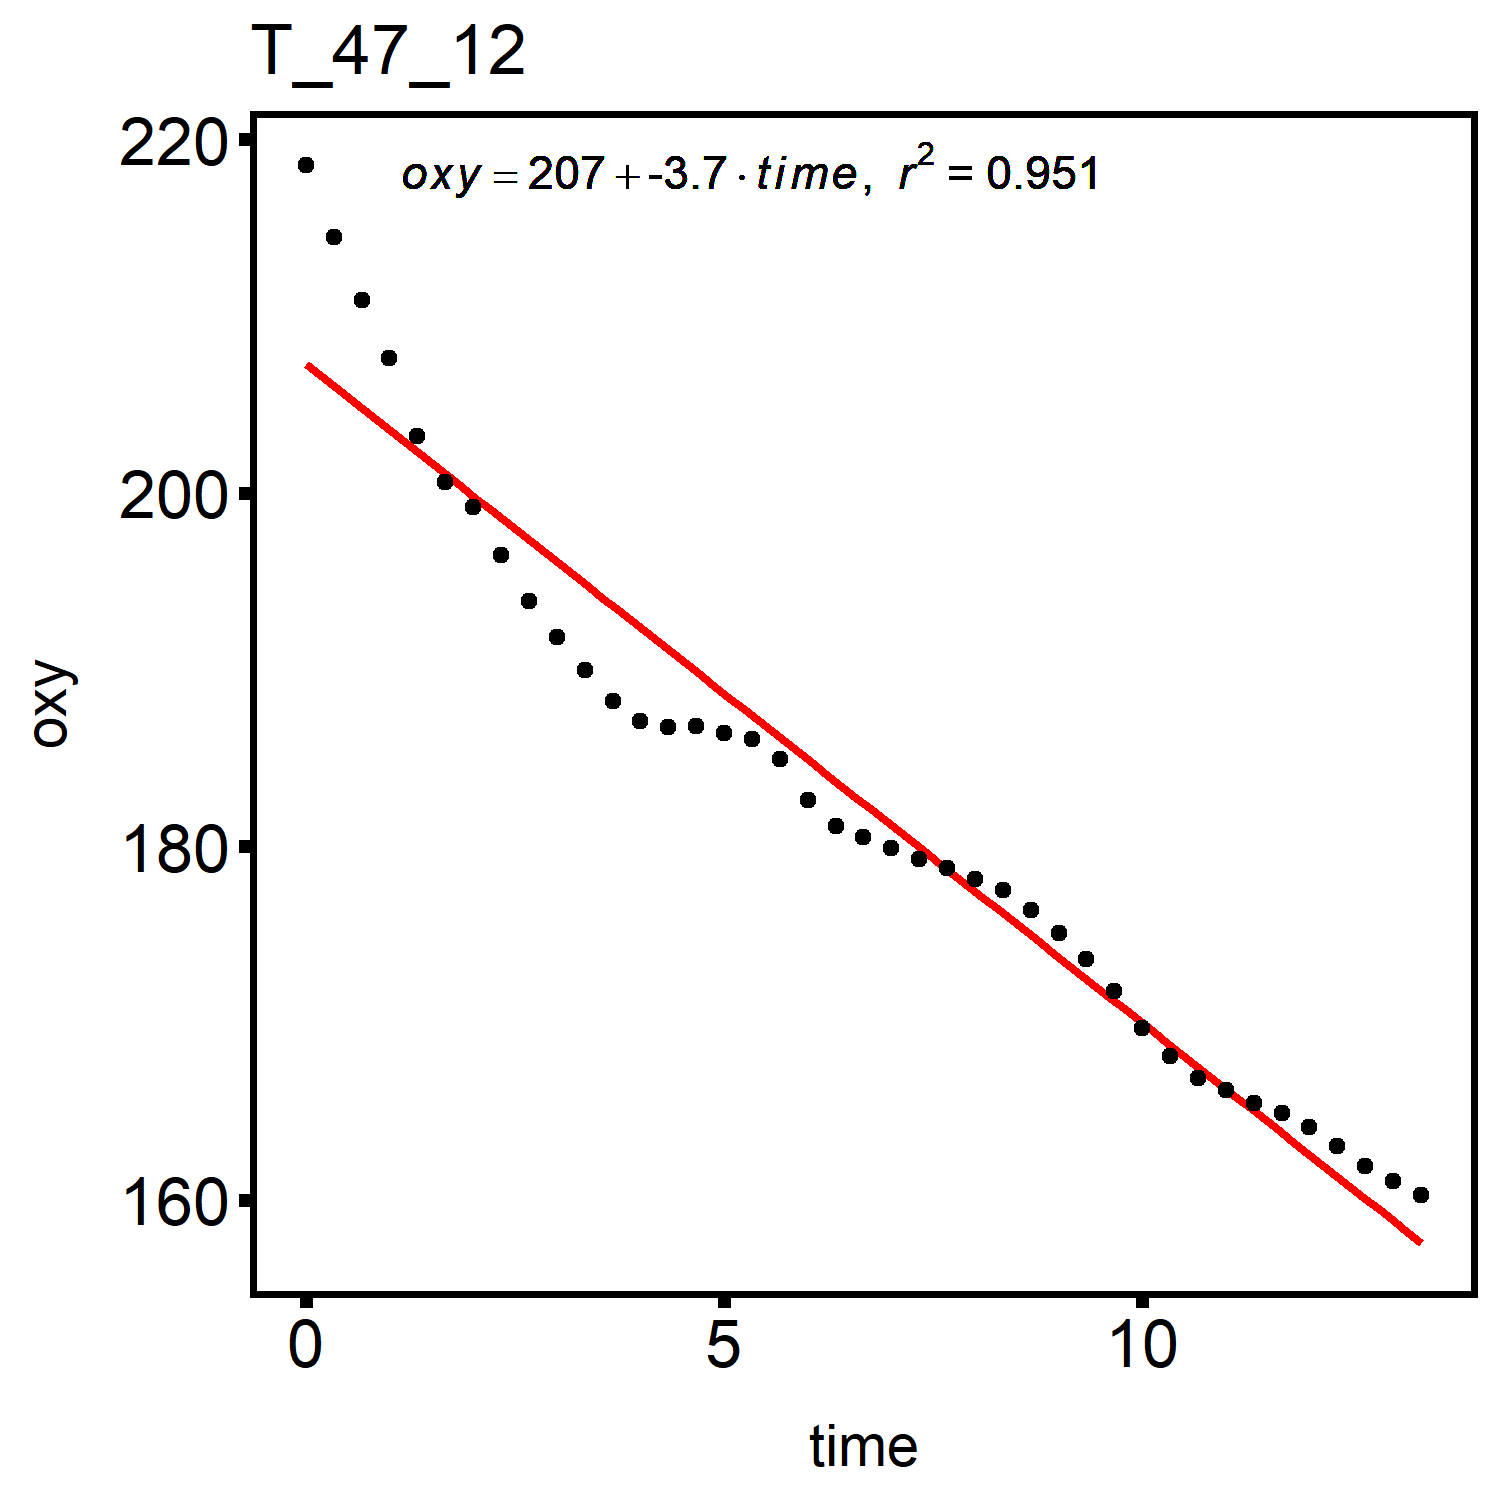 T_47_12
220
oxy = 207 + -3.7 · time, r² = 0.951
200
180
160
oxy
0 5 10
time